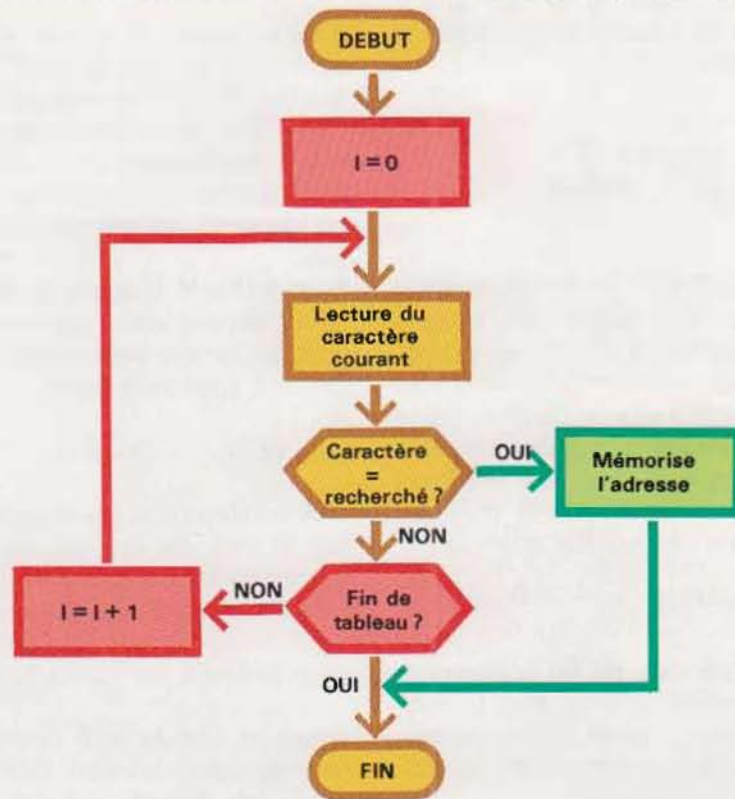 DEBUT
I = 0
Lecture du
caractère
courant
Caractère
=
recherché ?
OUI
Mémorise
l'adresse
NON
Fin de
tableau ?
NON
I = I + 1
OUI
FIN